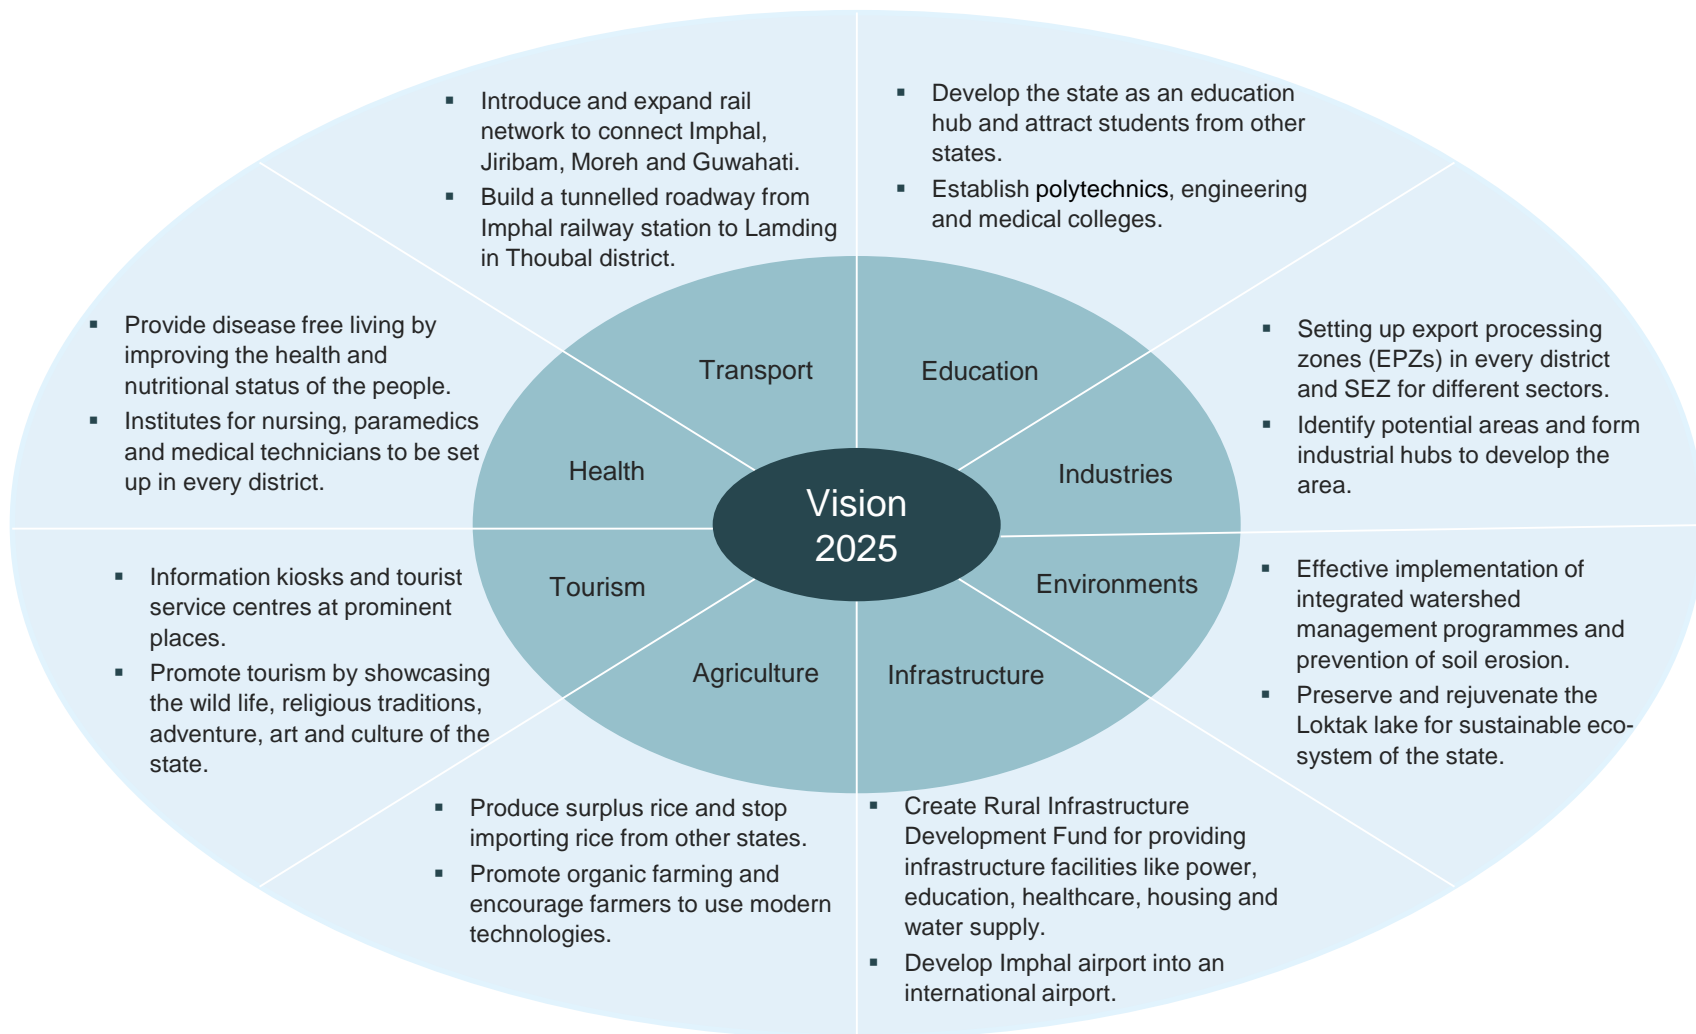 ▪ Introduce and expand rail
network to connect Imphal,
Jiribam, Moreh and Guwahati.
▪ Build a tunnelled roadway from
Imphal railway station to Lamding
in Thoubal district.
▪ Develop the state as an education
hub and attract students from other
states.
▪ Establish polytechnics, engineering
and medical colleges.
▪ Provide disease free living by
improving the health and
nutritional status of the people.
▪ Institutes for nursing, paramedics
and medical technicians to be set
up in every district.
Transport
Education
▪ Setting up export processing
zones (EPZs) in every district
and SEZ for different sectors.
▪ Identify potential areas and form
industrial hubs to develop the
area.
Health
Industries
Vision
2025
Tourism
Environments
Agriculture
Infrastructure
▪ Information kiosks and tourist
service centres at prominent
places.
▪ Promote tourism by showcasing
the wild life, religious traditions,
adventure, art and culture of the
state.
▪ Effective implementation of
integrated watershed
management programmes and
prevention of soil erosion.
▪ Preserve and rejuvenate the
Loktak lake for sustainable eco-
system of the state.
▪ Produce surplus rice and stop
importing rice from other states.
▪ Promote organic farming and
encourage farmers to use modern
technologies.
▪ Create Rural Infrastructure
Development Fund for providing
infrastructure facilities like power,
education, healthcare, housing and
water supply.
▪ Develop Imphal airport into an
international airport.